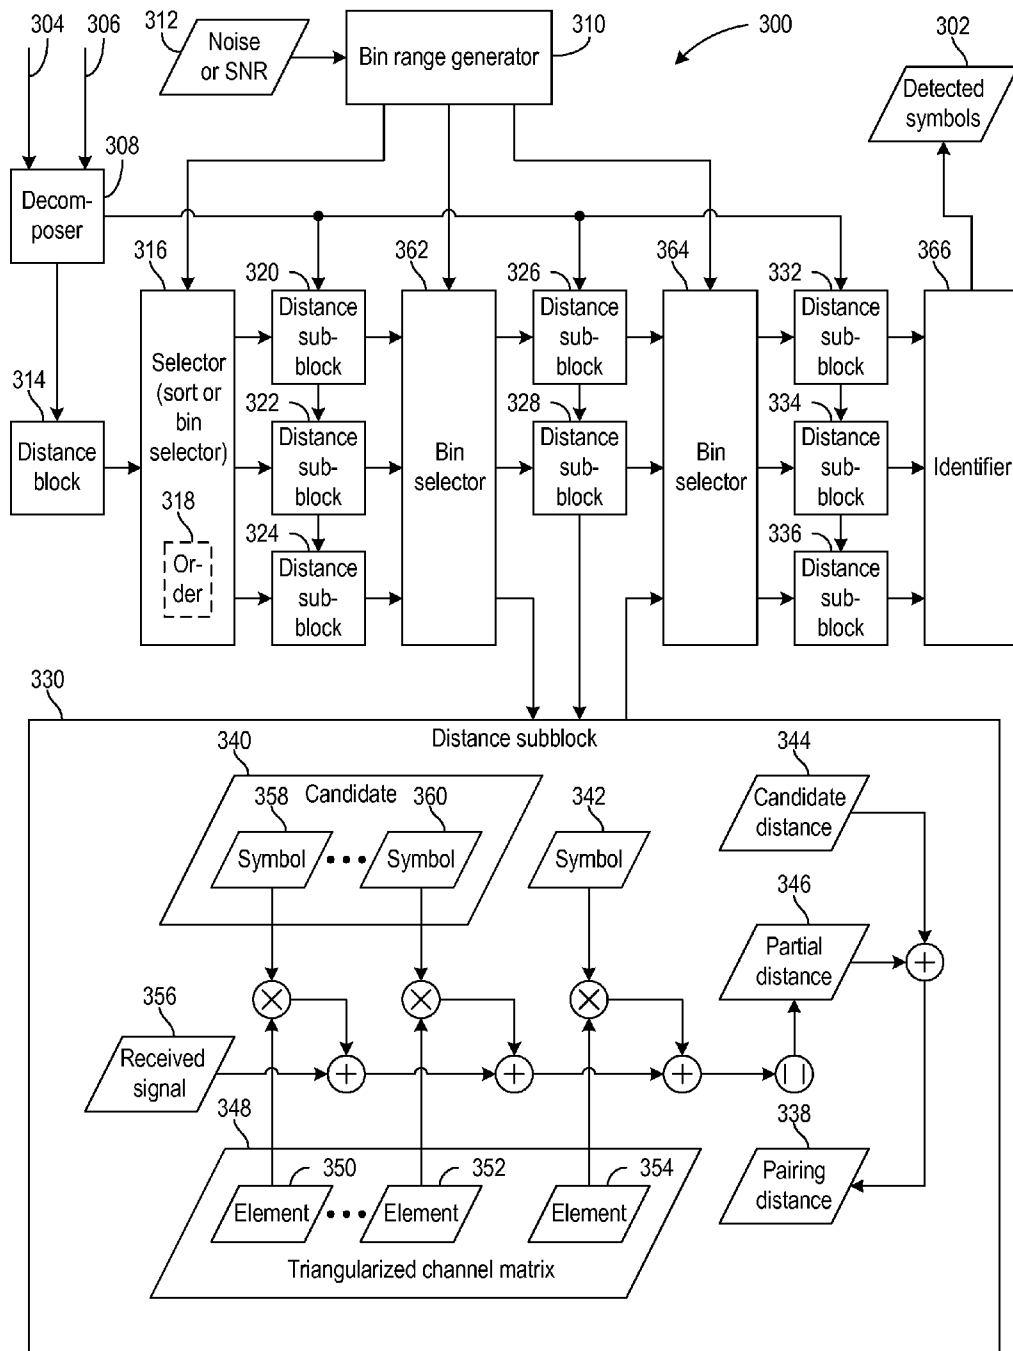 304
306
312
Noise
or SNR
Bin range generator
310
300
302
Detected
symbols
308
Decom-
poser
316
320
362
326
364
332
366
Selector
(sort or
bin
selector)
318
Or-
der
314
Distance
block
Distance
sub-
block
322
Distance
sub-
block
324
Distance
sub-
block
Bin
selector
Distance
sub-
block
328
Distance
sub-
block
Bin
selector
Distance
sub-
block
334
Distance
sub-
block
336
Distance
sub-
block
Identifier
330
Distance subblock
340
Candidate
358
Symbol
360
Symbol
342
Symbol
344
Candidate
distance
346
Partial
distance
356
Received
signal
338
Pairing
distance
348
350
Element
352
Element
354
Element
Triangularized channel matrix